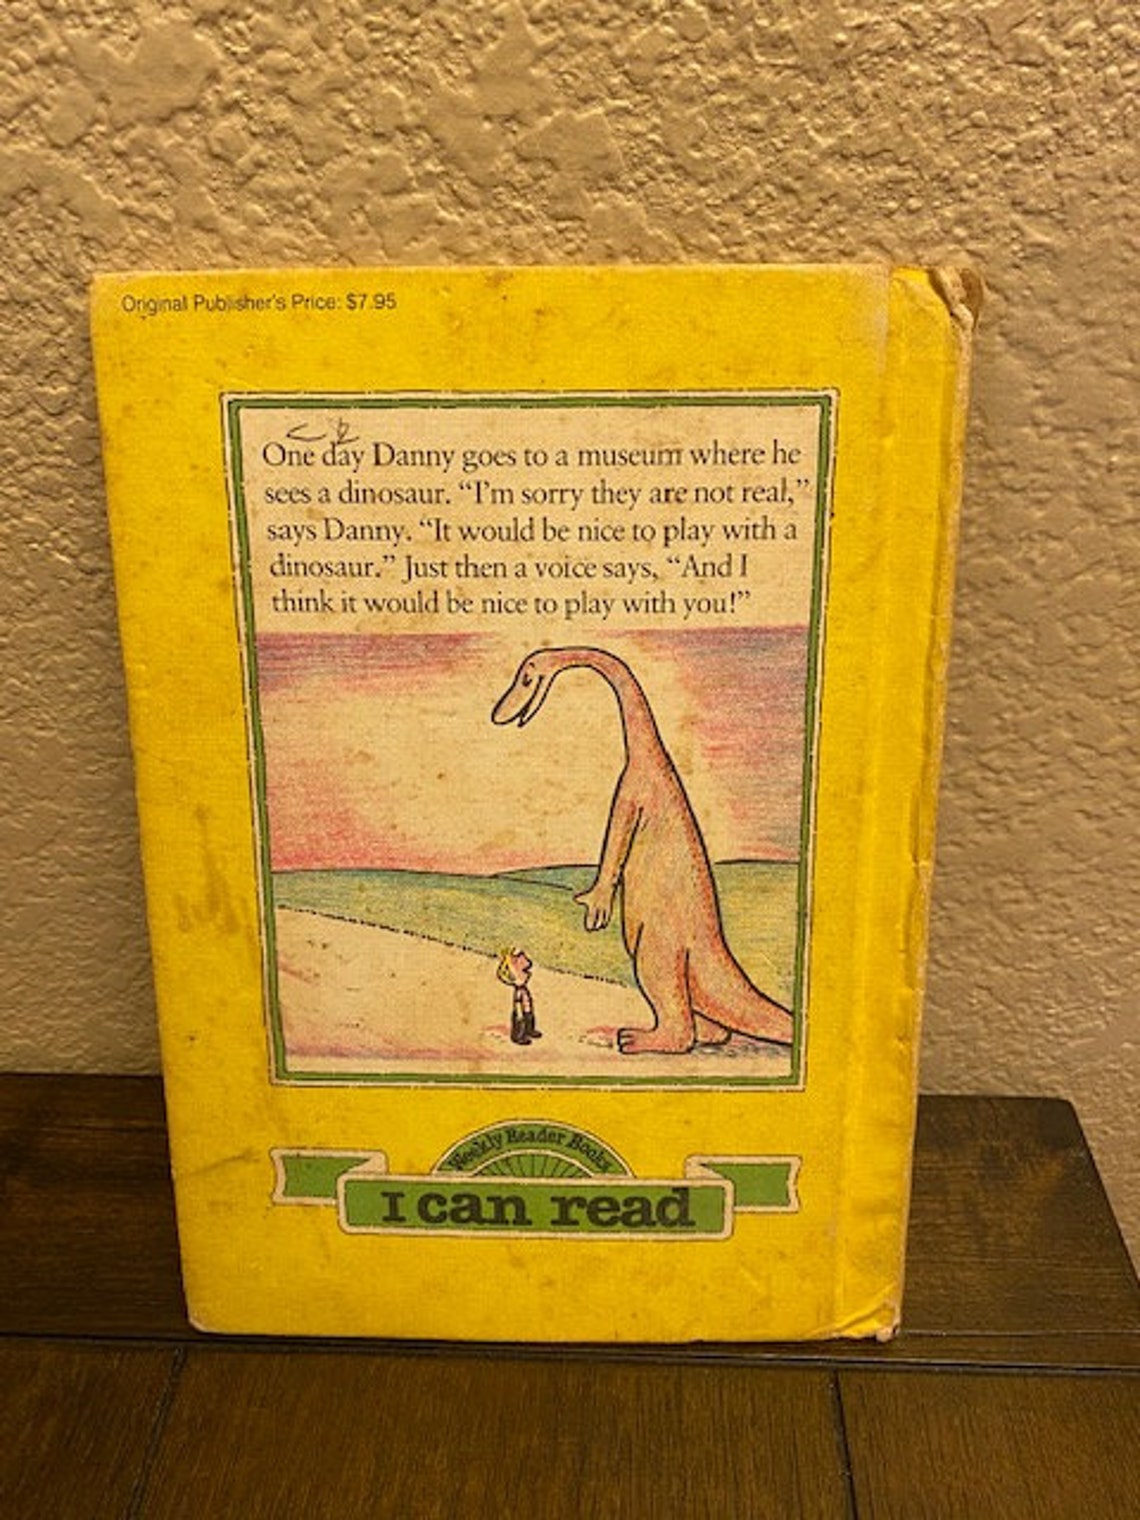 Original Publisher's Price: $7.95
One day Danny goes to a museum where he
sees a dinosaur. “I'm sorry they are not real,”
says Danny. “It would be nice to play with a
dinosaur.” Just then a voice says, “And I
think it would be nice to play with you!”
Weekly Reader Books
I can read